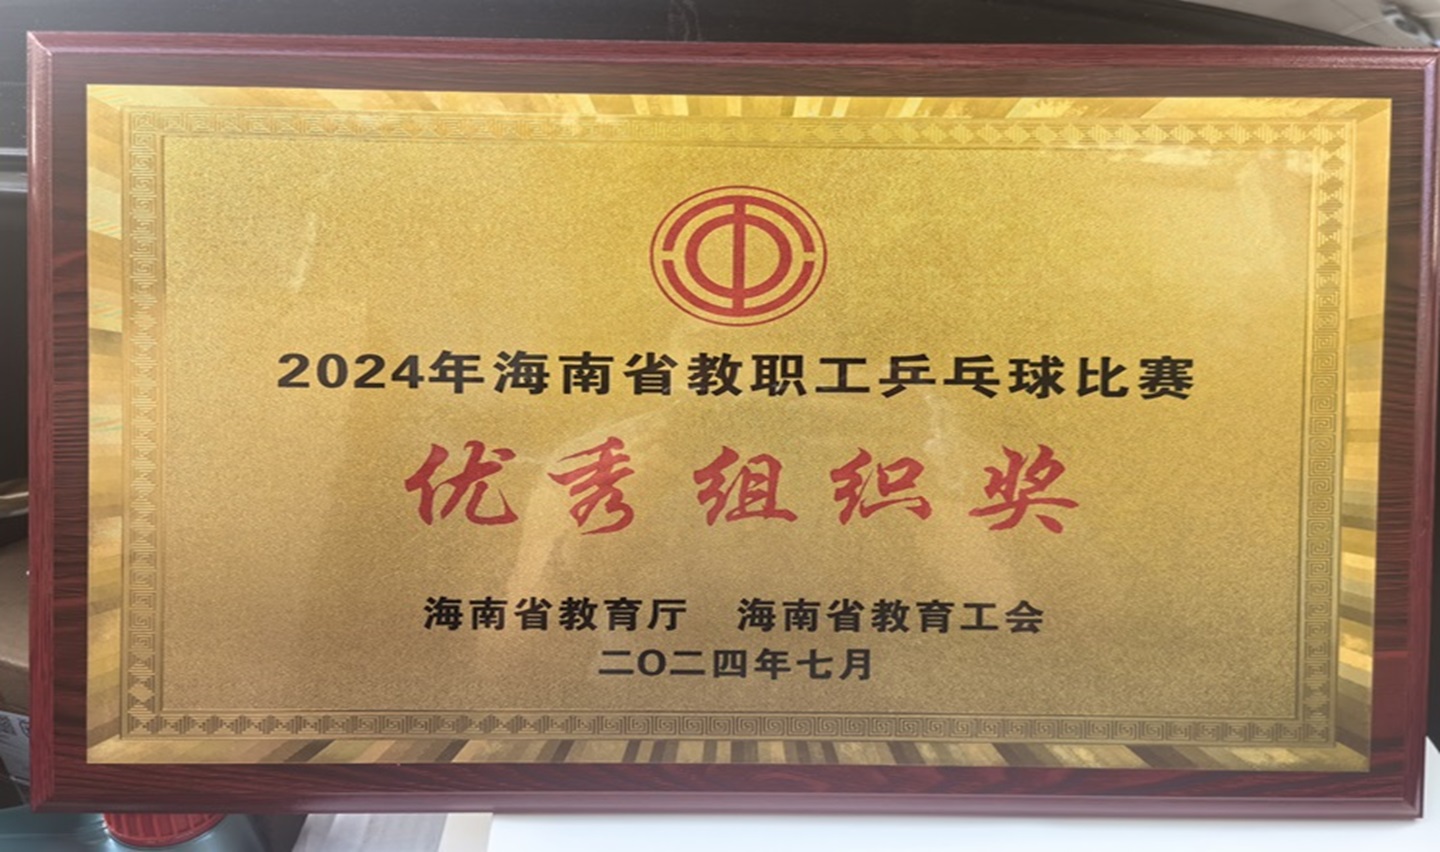 2024年海南省教职工乒乓球比赛
优秀组织奖
海南省教育厅 海南省教育工会
二〇二四年七月